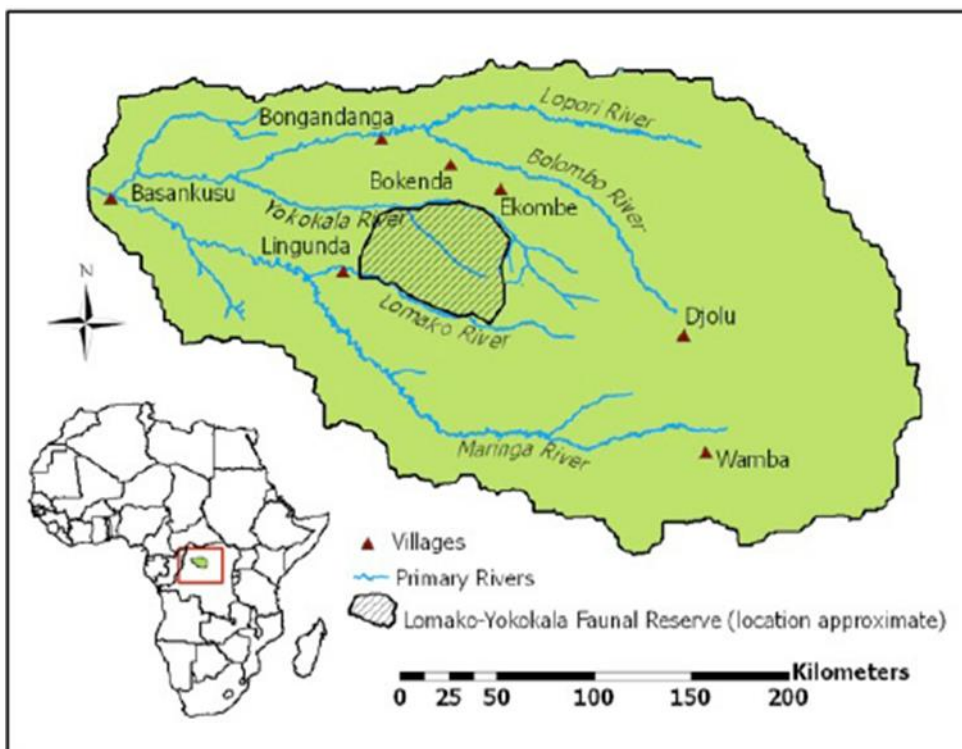 Lopori River
Bongandanga
Bolombo River
Bokenda
Basankusu
Ekombe
Yokokala River
Lingunda
Lomako River
Djolu
N
Maringa River
Wamba
Villages
Primary Rivers
Lomako-Yokokala Faunal Reserve (location approximate)
Kilometers
0 25 50 100 150 200